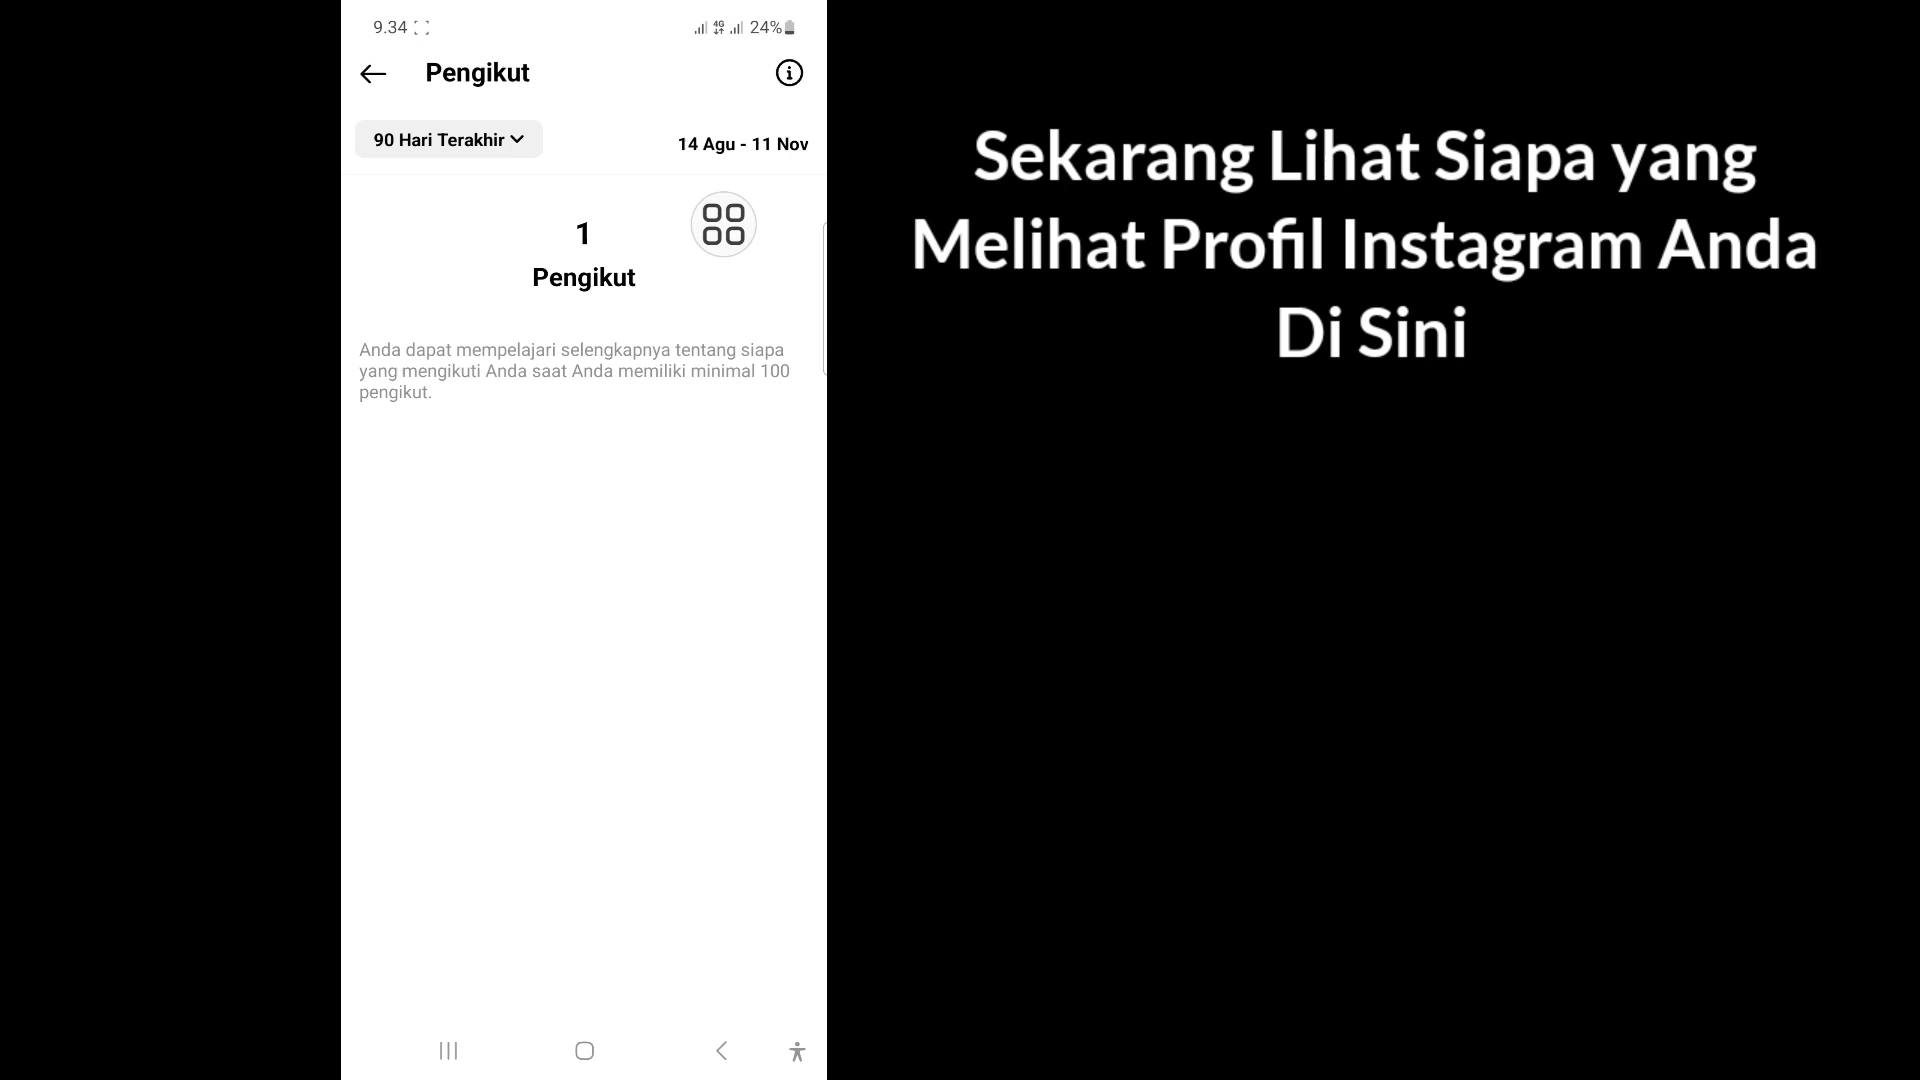 9.34
4G 24%
Pengikut
90 Hari Terakhir
14 Agu - 11 Nov
1
Pengikut
Anda dapat mempelajari selengkapnya tentang siapa
yang mengikuti Anda saat Anda memiliki minimal 100
pengikut.
Sekarang Lihat Siapa yang
Melihat Profil Instagram Anda
Di Sini